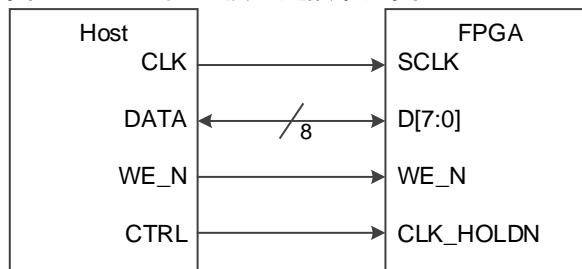 Host FPGA
CLK SCLK
DATA 8 D[7:0]
WE_N WE_N
CTRL CLK_HOLDN